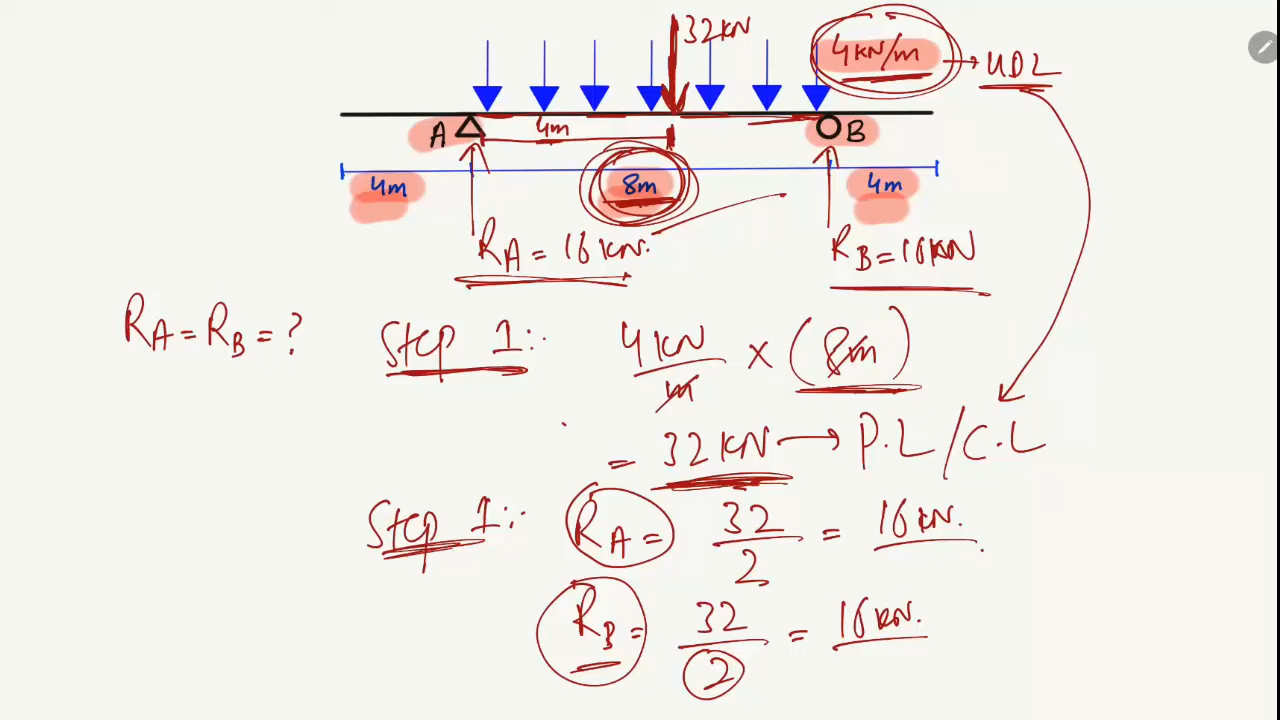 32kN
4kN/m → UDL
A 4m B
4m 8m 4m
RA = 16kN. RB = 16kN
RA = RB = ?
Step 1:-
4kN/m × (8m)
= 32kN → P.L/C.L
Step 1:-
RA = 32/2 = 16kN.
RB = 32/2 = 16kN.